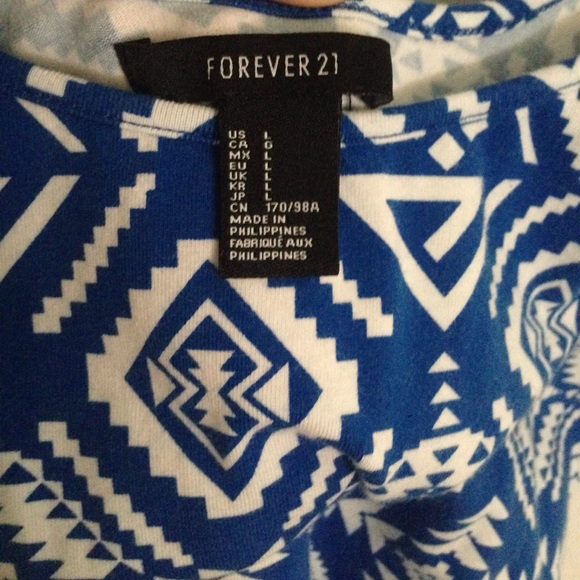 FOREVER 21
US L
CA G
MX L
EU L
UK L
KR L
JP L
CN 170/98A
MADE IN
PHILIPPINES
FABRIQUÉ AUX
PHILIPPINES